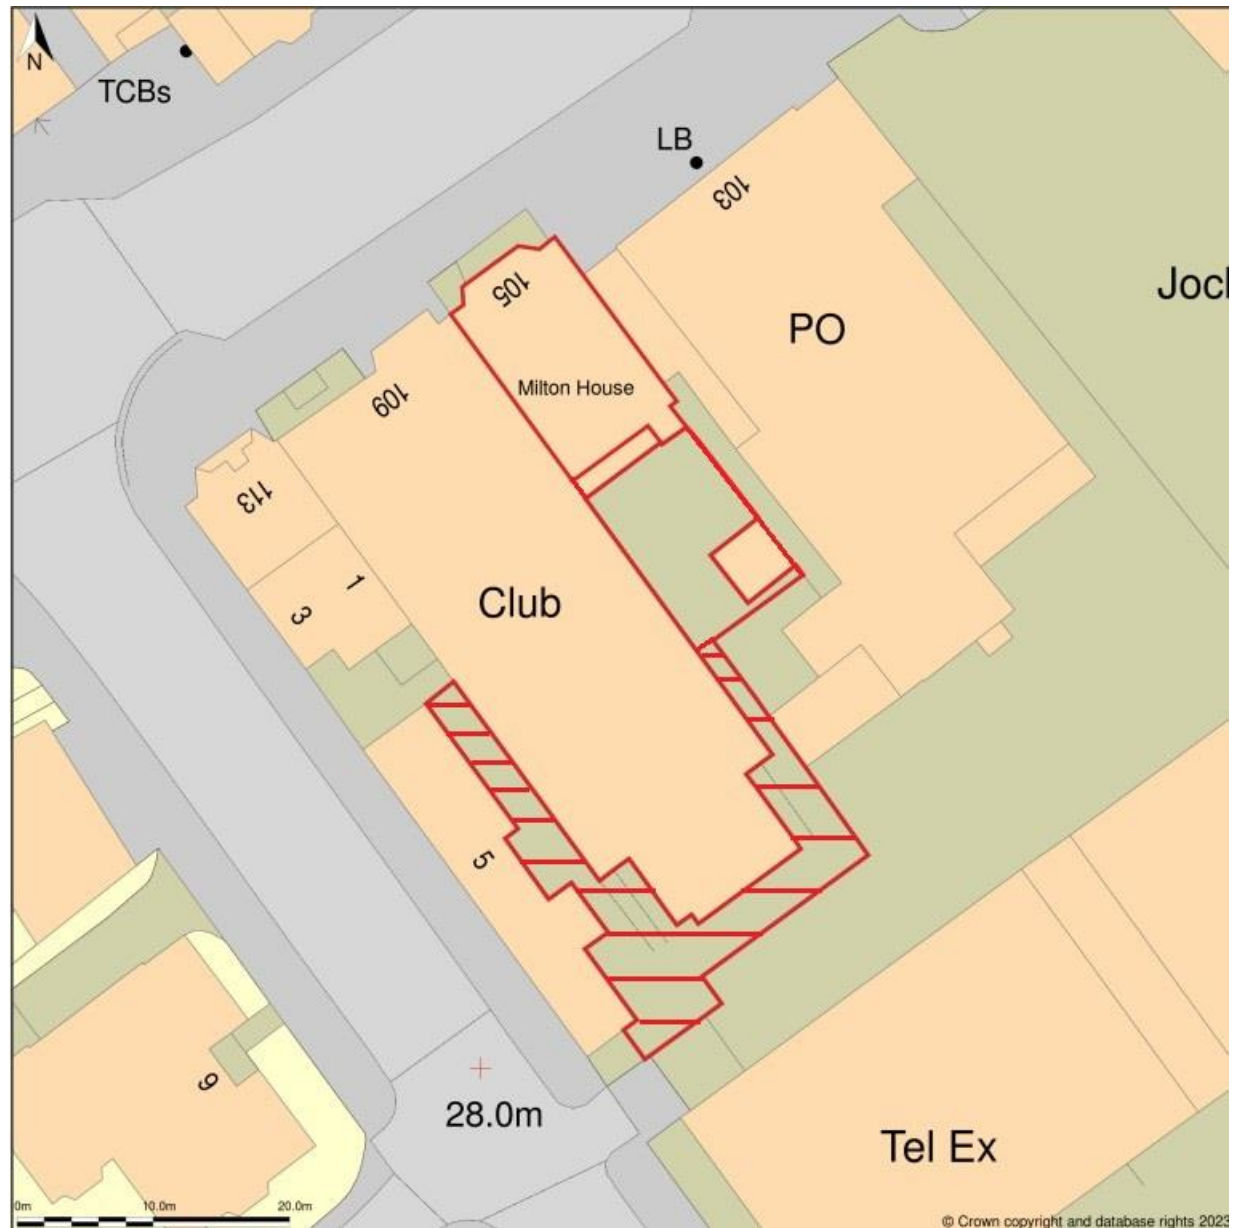 N
TCBs
LB
103
105
Jocl
PO
Milton House
109
113
Club
1
3
5
9
28.0m
Tel Ex
0m 10.0m 20.0m
© Crown copyright and database rights 2023